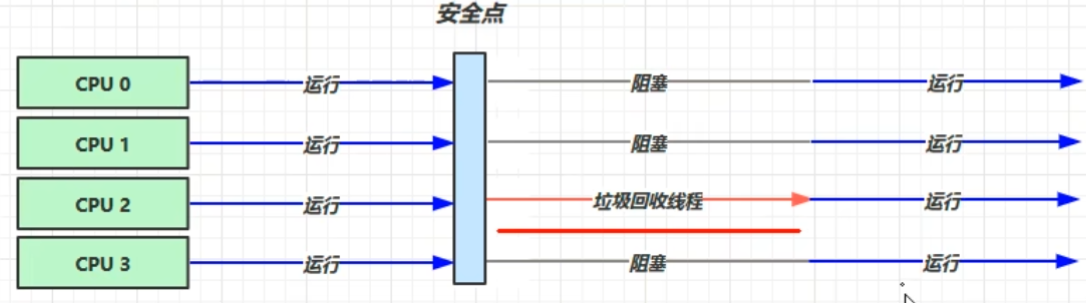 安全点
CPU 0 运行 阻塞 运行
CPU 1 运行 阻塞 运行
CPU 2 运行 垃圾回收线程 运行
CPU 3 运行 阻塞 运行